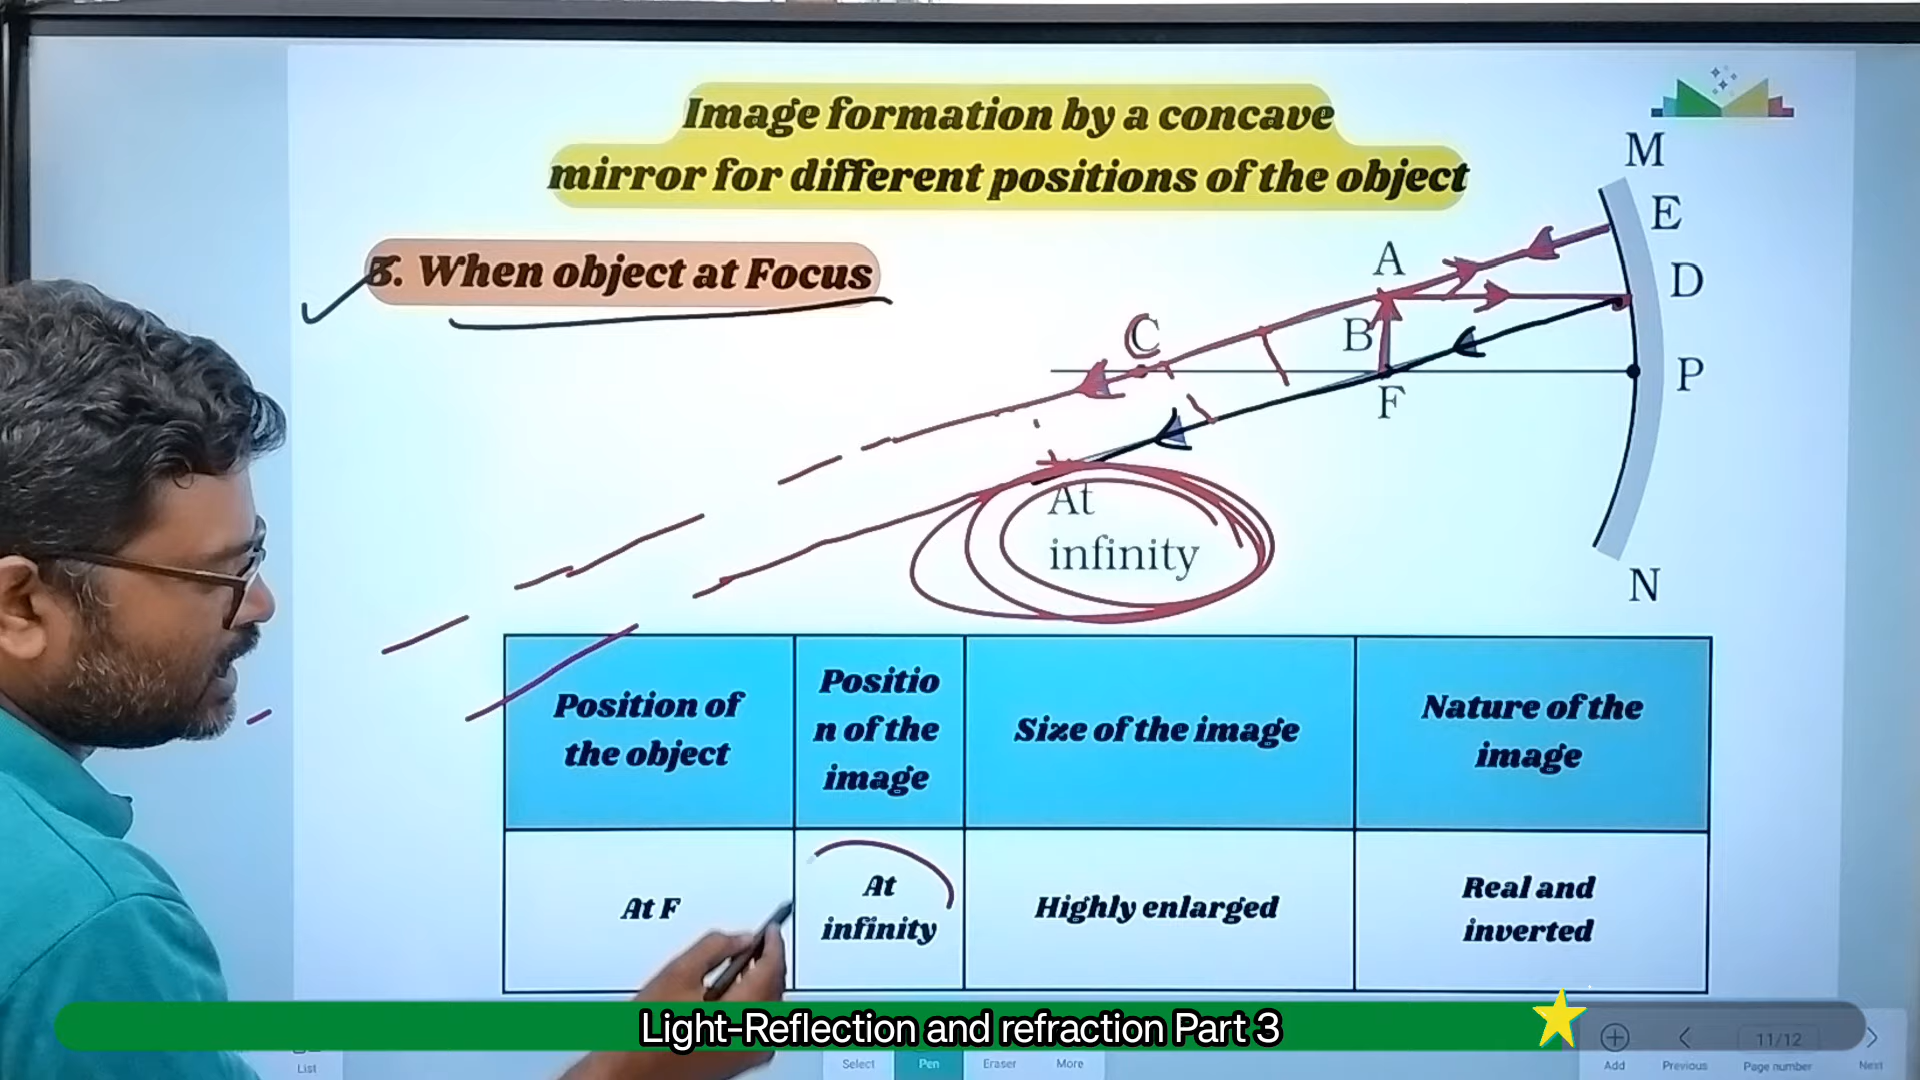 Image formation by a concave
mirror for different positions of the object
M
E
5. When object at Focus
A
D
C
B
P
F
At
infinity
N
Position of
the object
Positio
n of the
image
Size of the image
Nature of the
image
At F
At
infinity
Highly enlarged
Real and
inverted
Light-Reflection and refraction Part 3
11/12
List
Select
Pen
Eraser
More
Add
Previous
Page number
Next